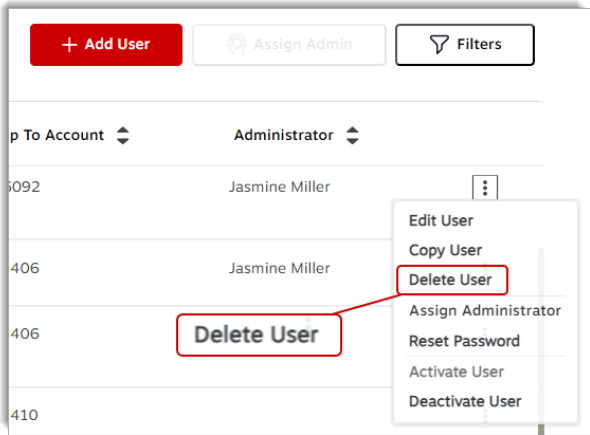 + Add User
Assign Admin
Filters
p To Account
Administrator
6092
Jasmine Miller
Edit User
Copy User
406
Jasmine Miller
Delete User
Assign Administrator
406
Delete User
Reset Password
Activate User
Deactivate User
410